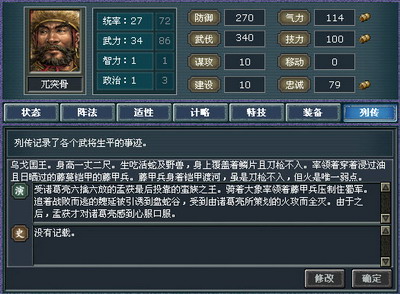 统率：27 72 防御 270 气力 114
武力：34 86 武伐 340 技力 100
智力：1 1 谋攻 10 移动 0
兀突骨 政治：1 3 建设 10 忠诚 79
状态 阵法 适性 计略 特技 装备 列传
列传记录了各个武将生平的事迹。
乌戈国王。身高一丈二尺。生吃活蛇及野兽，身上覆盖着鳞片且刀枪不入。率领着穿着浸过油
且日晒过的藤蔓铠甲的藤甲兵。藤甲兵身着铠甲渡河，虽是刀枪不入，但火是唯一弱点。
演 受诸葛亮六擒六放的孟获最后投靠的蛮族之王。骑着大象率领着藤甲兵压制住蜀军。
追着战败而逃的魏延被引诱到盘蛇谷，受到由诸葛亮所策划的火攻而全灭。由于之
后，孟获才对诸葛亮感到心服口服。
史 没有记载。
修改 确定